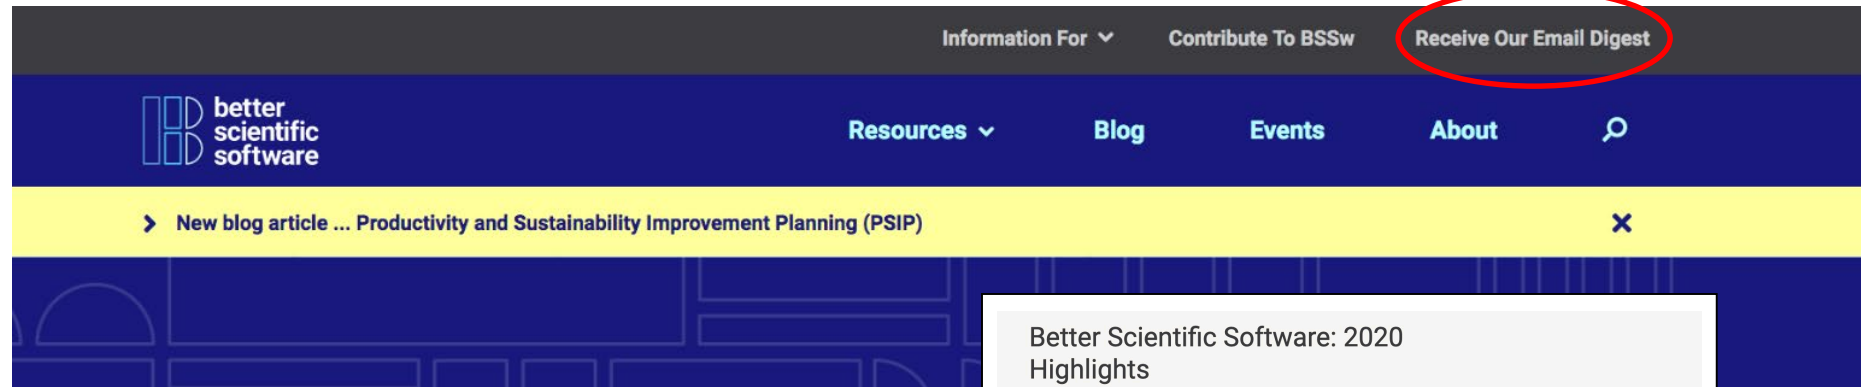 Information For Contribute To BSSw Receive Our Email Digest
better
scientific
software
Resources Blog Events About
New blog article ... Productivity and Sustainability Improvement Planning (PSIP)
Better Scientific Software: 2020
Highlights